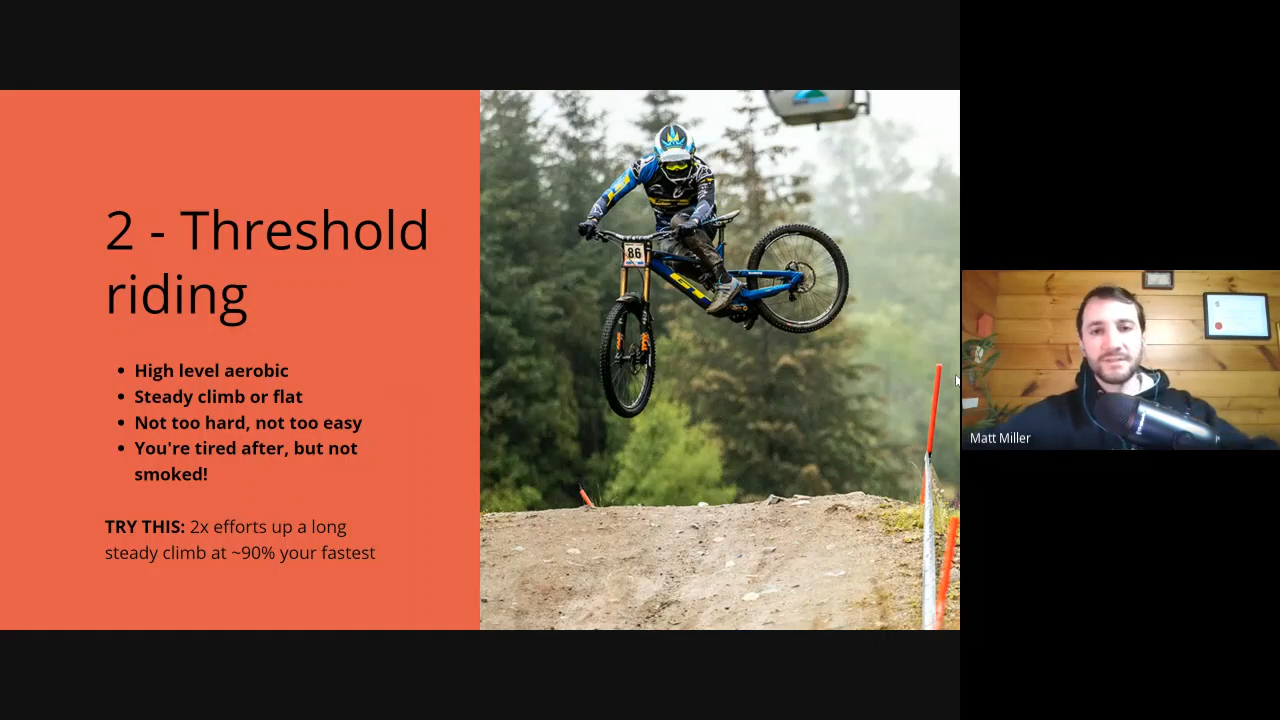 2 - Threshold
riding
• High level aerobic
• Steady climb or flat
• Not too hard, not too easy
• You're tired after, but not
smoked!
TRY THIS: 2x efforts up a long
steady climb at ~90% your fastest
86
GT
Matt Miller